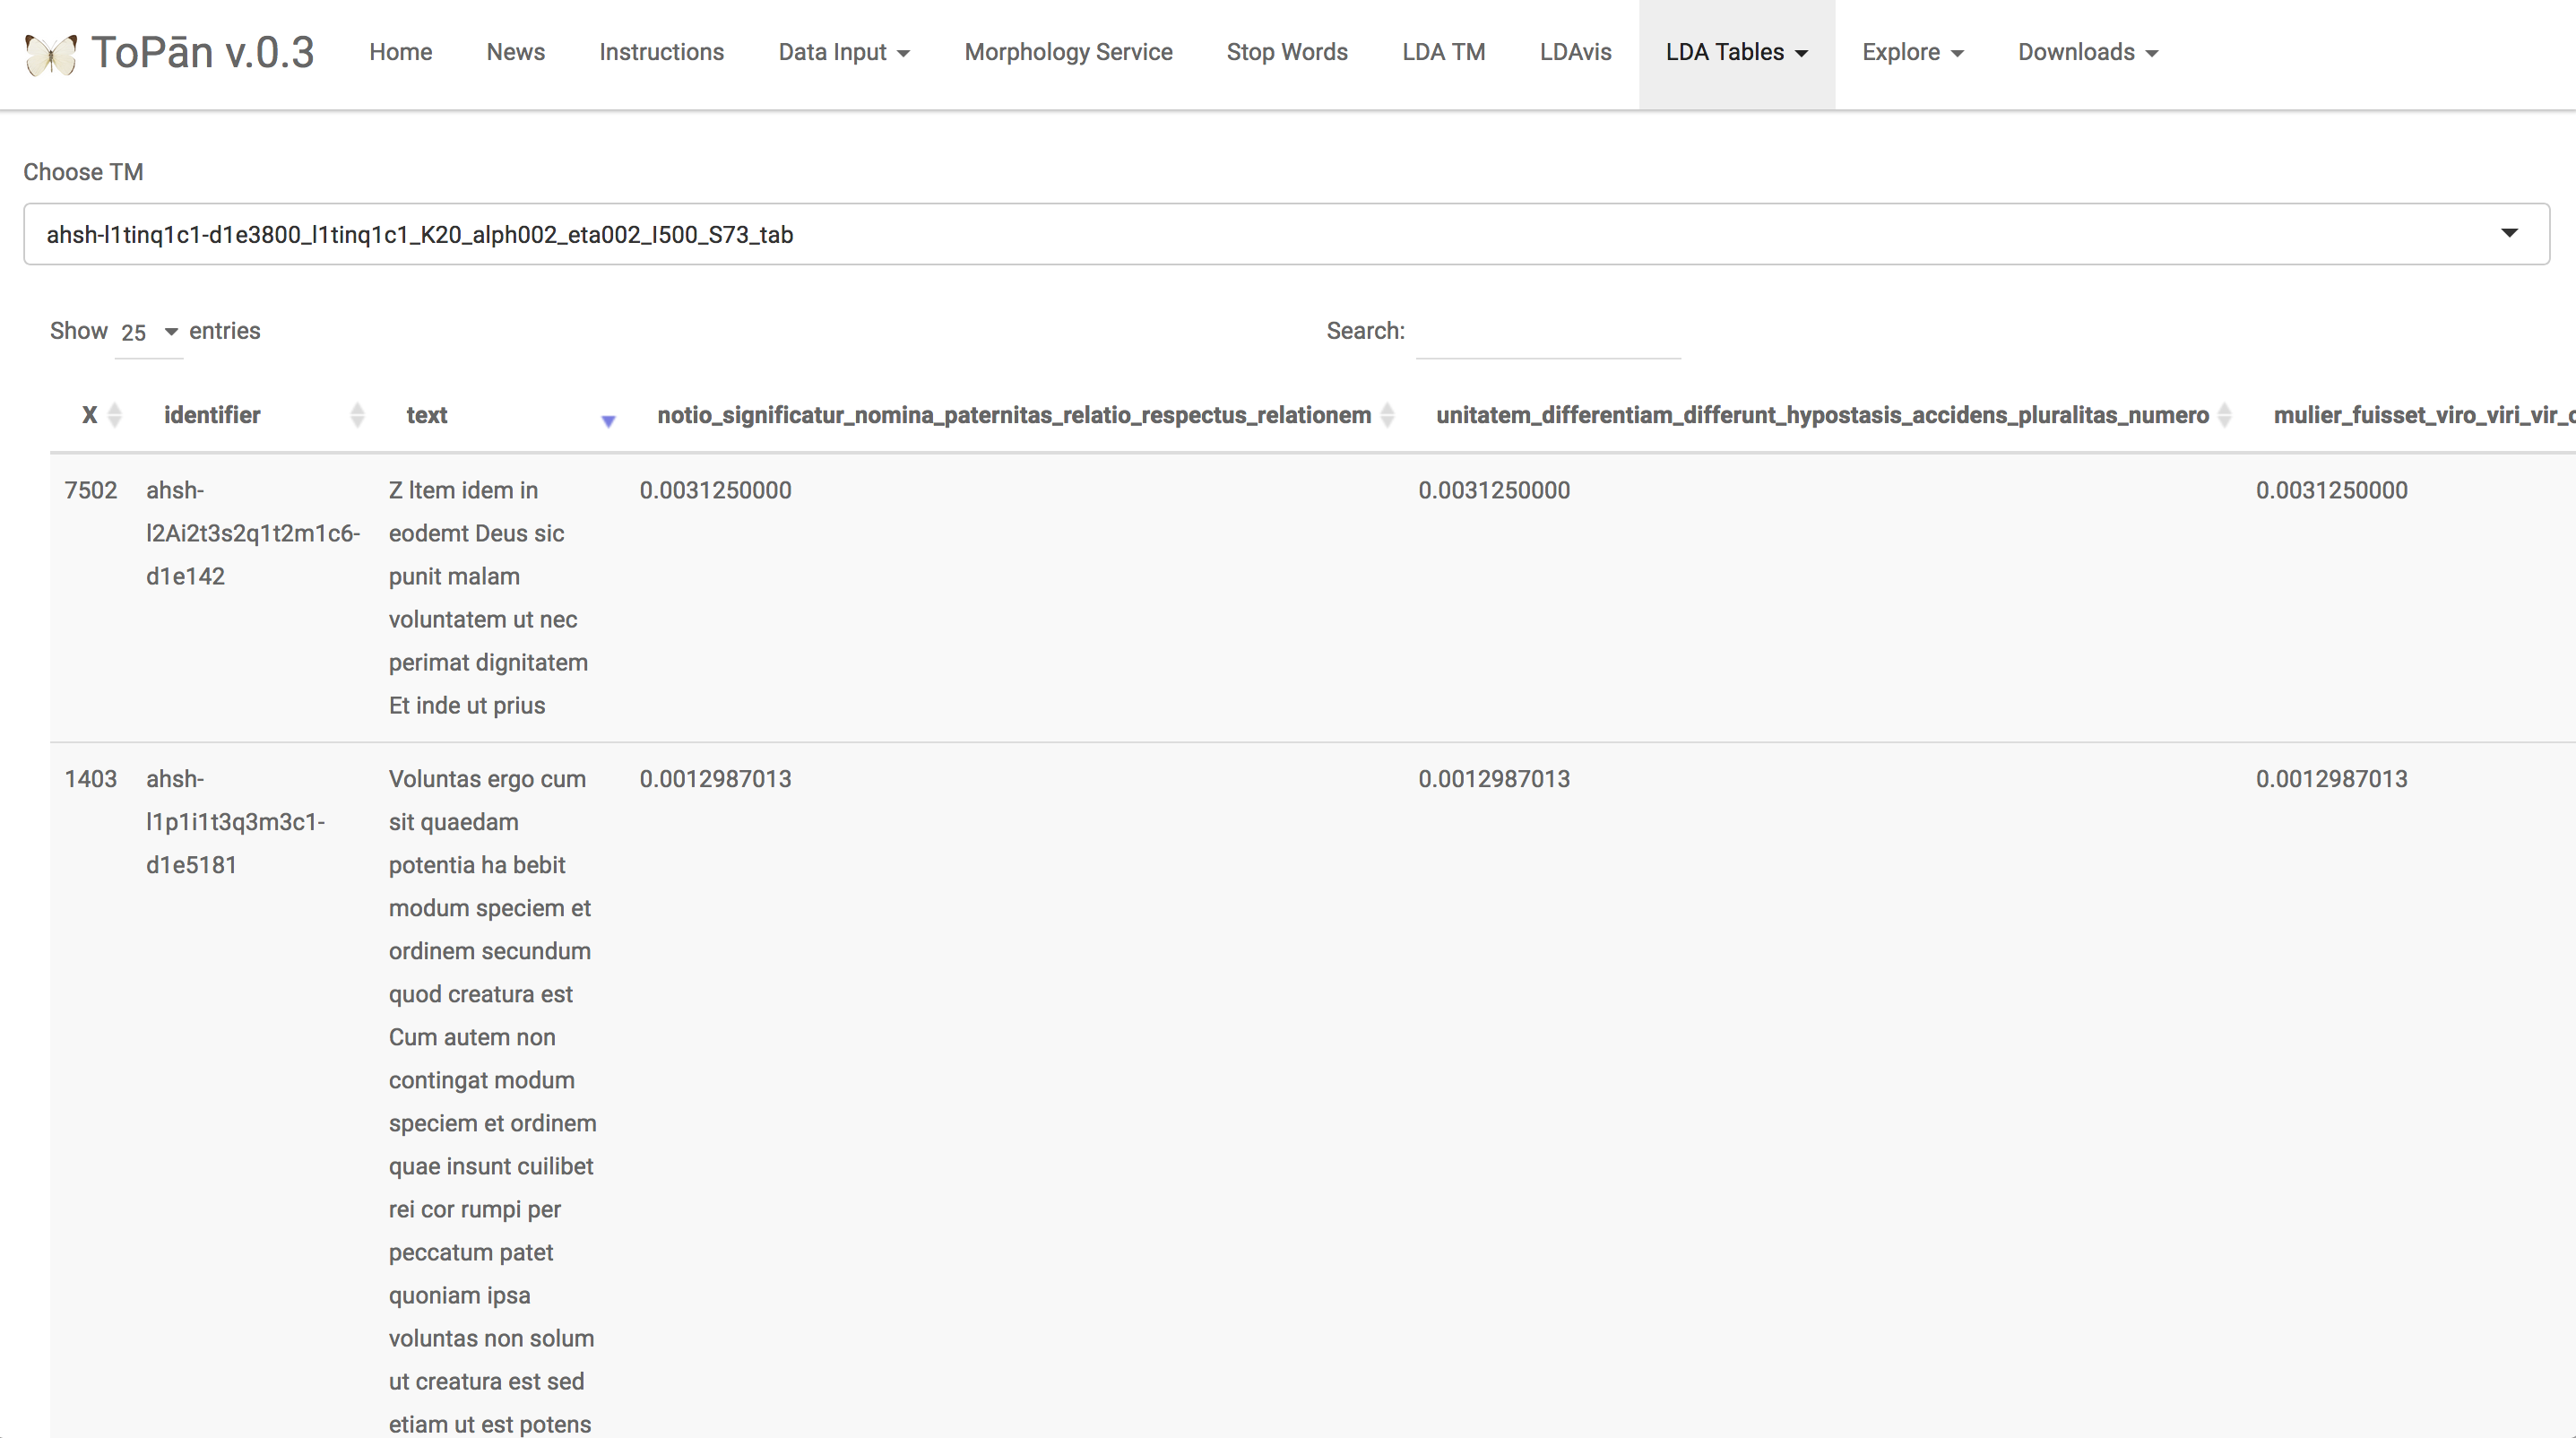 ToPān v.0.3 Home News Instructions Data Input Morphology Service Stop Words LDA TM LDAvis LDA Tables Explore Downloads
Choose TM
ahsh-l1tinq1c1-d1e3800_l1tinq1c1_K20_alph002_eta002_I500_S73_tab
Show 25 entries Search:
X identifier text notio_significatur_nomina_paternitas_relatio_respectus_relationem unitatem_differentiam_differunt_hypostasis_accidens_pluralitas_numero mulier_fuisset_viro_viri_vir_
7502 ahsh- Z Item idem in 0.0031250000 0.0031250000 0.0031250000
l2Ai2t3s2q1t2m1c6- eodemt Deus sic
d1e142 punit malam
voluntatem ut nec
perimat dignitatem
Et inde ut prius
1403 ahsh- Voluntas ergo cum 0.0012987013 0.0012987013 0.0012987013
l1p1i1t3q3m3c1- sit quaedam
d1e5181 potentia ha bebit
modum speciem et
ordinem secundum
quod creatura est
Cum autem non
contingat modum
speciem et ordinem
quae insunt cuilibet
rei cor rumpi per
peccatum patet
quoniam ipsa
voluntas non solum
ut creatura est sed
etiam ut est potens